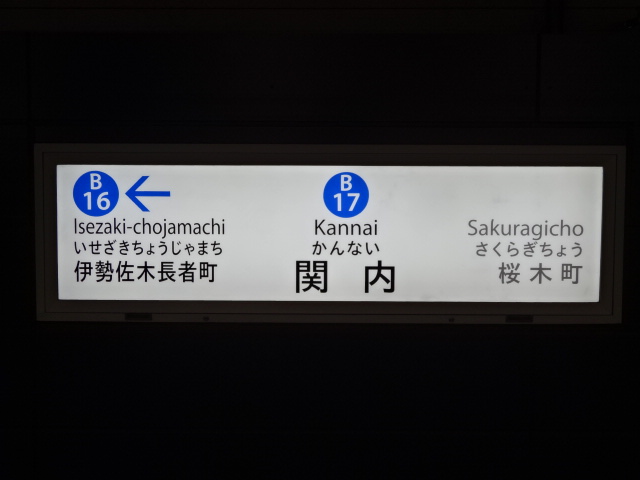 B
16
Isezaki-chojamachi
いせざきちょうじゃまち
伊勢佐木長者町
B
17
Kannai
かんない
関内
Sakuragicho
さくらぎちょう
桜木町